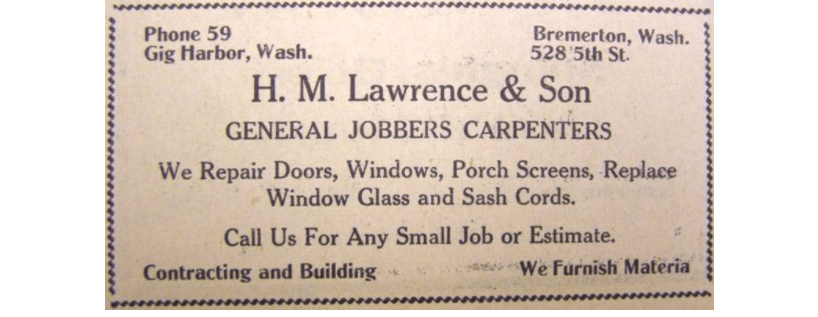 Phone 59
Gig Harbor, Wash.
Bremerton, Wash.
528 5th St.
H. M. Lawrence & Son
GENERAL JOBBERS CARPENTERS
We Repair Doors, Windows, Porch Screens, Replace
Window Glass and Sash Cords.
Call Us For Any Small Job or Estimate.
Contracting and Building
We Furnish Materia